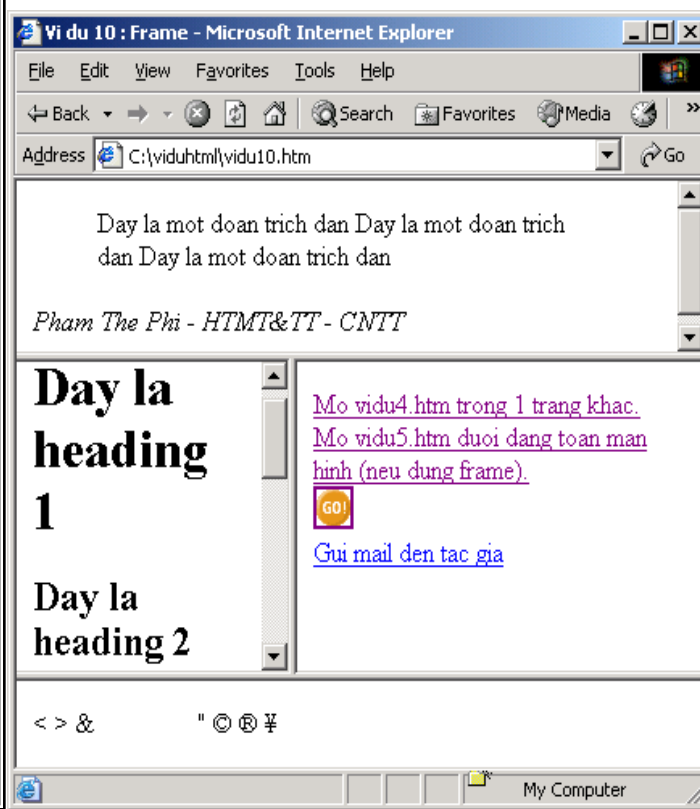 Vi du 10 : Frame - Microsoft Internet Explorer
File Edit View Favorites Tools Help
Back Search Favorites Media »
Address C:\viduhtml\vidu10.htm Go
Day la mot doan trich dan Day la mot doan trich
dan Day la mot doan trich dan
Pham The Phi - HTMT&TT - CNTT
Day la
heading
1
Day la
heading 2
Mo vidu4.htm trong 1 trang khac.
Mo vidu5.htm duoi dang toan man
hinh (neu dung frame).
GO!
Gui mail den tac gia
< > & " © ® ¥
My Computer